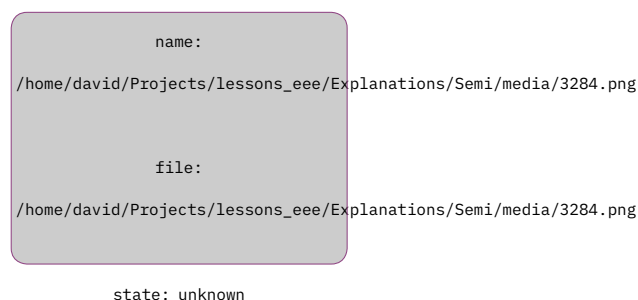 name:
/home/david/Projects/lessons_eee/Explanations/Semi/media/3284.png
file:
/home/david/Projects/lessons_eee/Explanations/Semi/media/3284.png
state: unknown